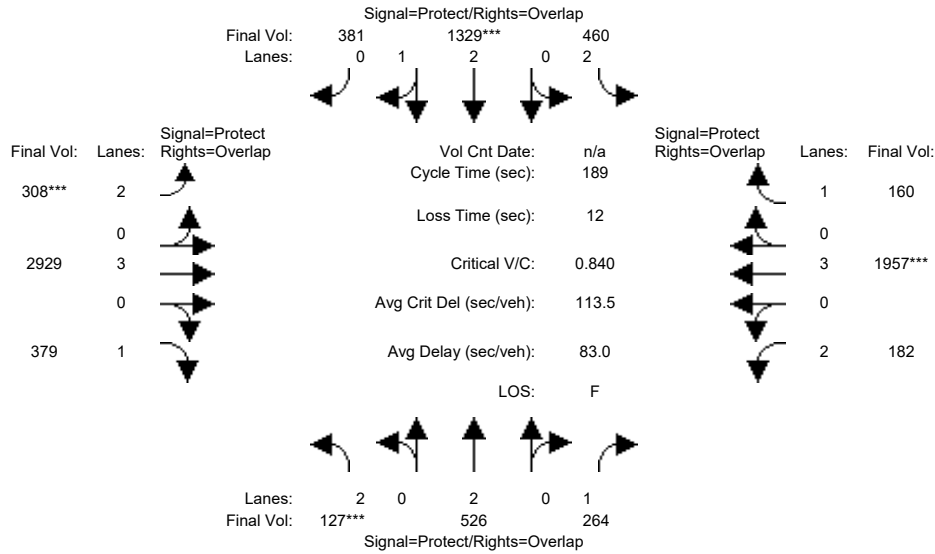 Signal=Protect/Rights=Overlap
Final Vol: 381 1329*** 460
Lanes: 0 1 2 0 2
Signal=Protect
Final Vol: Lanes: Rights=Overlap
Vol Cnt Date: n/a
Signal=Protect
Rights=Overlap Lanes: Final Vol:
Cycle Time (sec): 189
308*** 2
1 160
Loss Time (sec): 12
0
0
2929 3
Critical V/C: 0.840
3 1957***
0
Avg Crit Del (sec/veh): 113.5
0
379 1
Avg Delay (sec/veh): 83.0
2 182
LOS: F
Lanes: 2 0 2 0 1
Final Vol: 127*** 526 264
Signal=Protect/Rights=Overlap